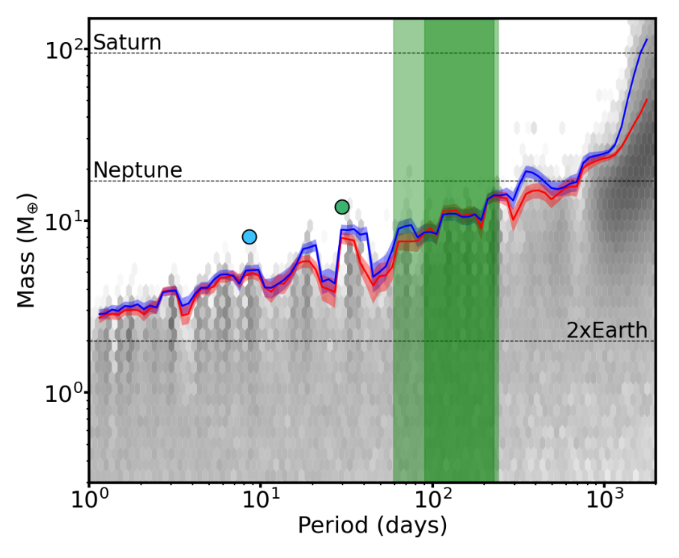 Saturn
10²
Neptune
10¹
Mass (M⊕)
2xEarth
10⁰
10⁰ 10¹ 10² 10³
Period (days)